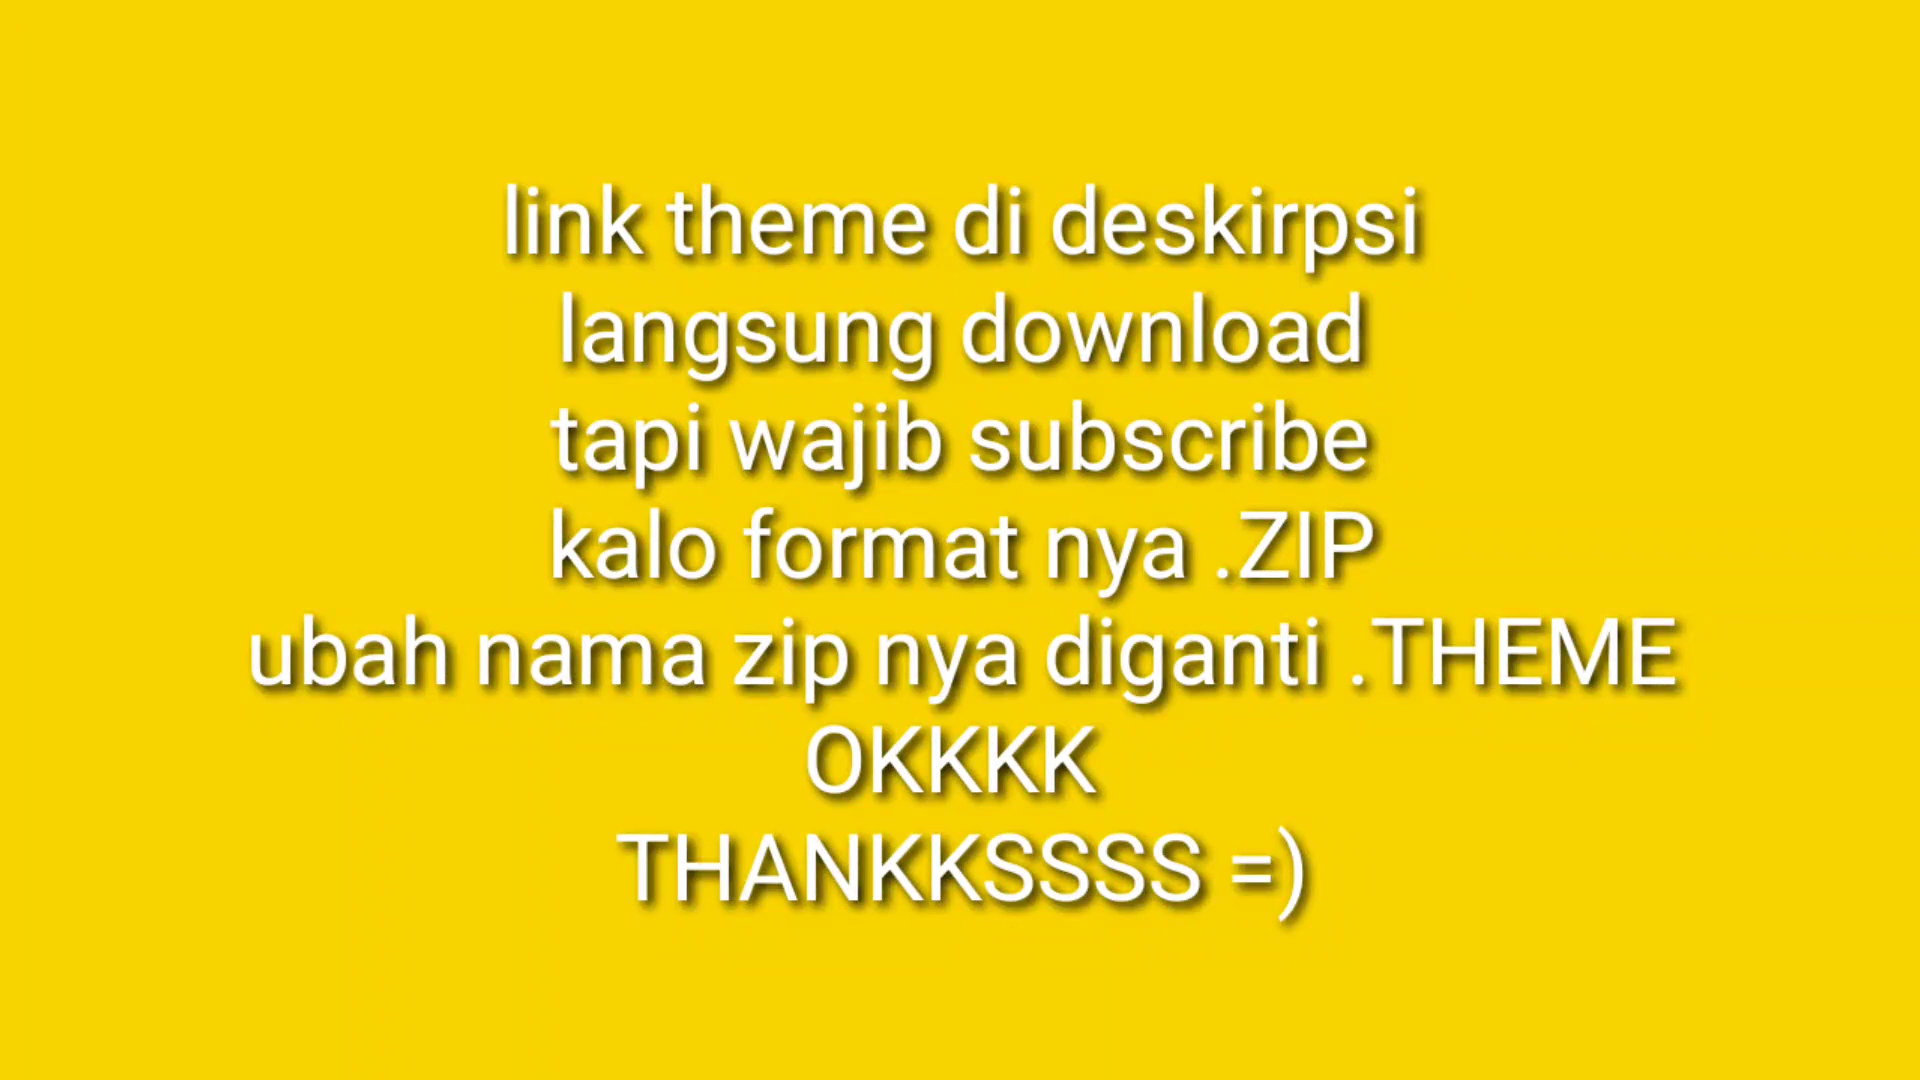 link theme di deskirpsi
langsung download
tapi wajib subscribe
kalo format nya .ZIP
ubah nama zip nya diganti .THEME
OKKKK
THANKKSSSS =)